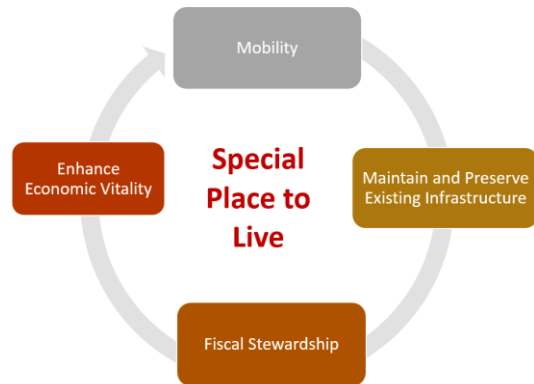 Mobility
Maintain and Preserve
Existing Infrastructure
Fiscal Stewardship
Enhance
Economic Vitality
Special
Place to
Live